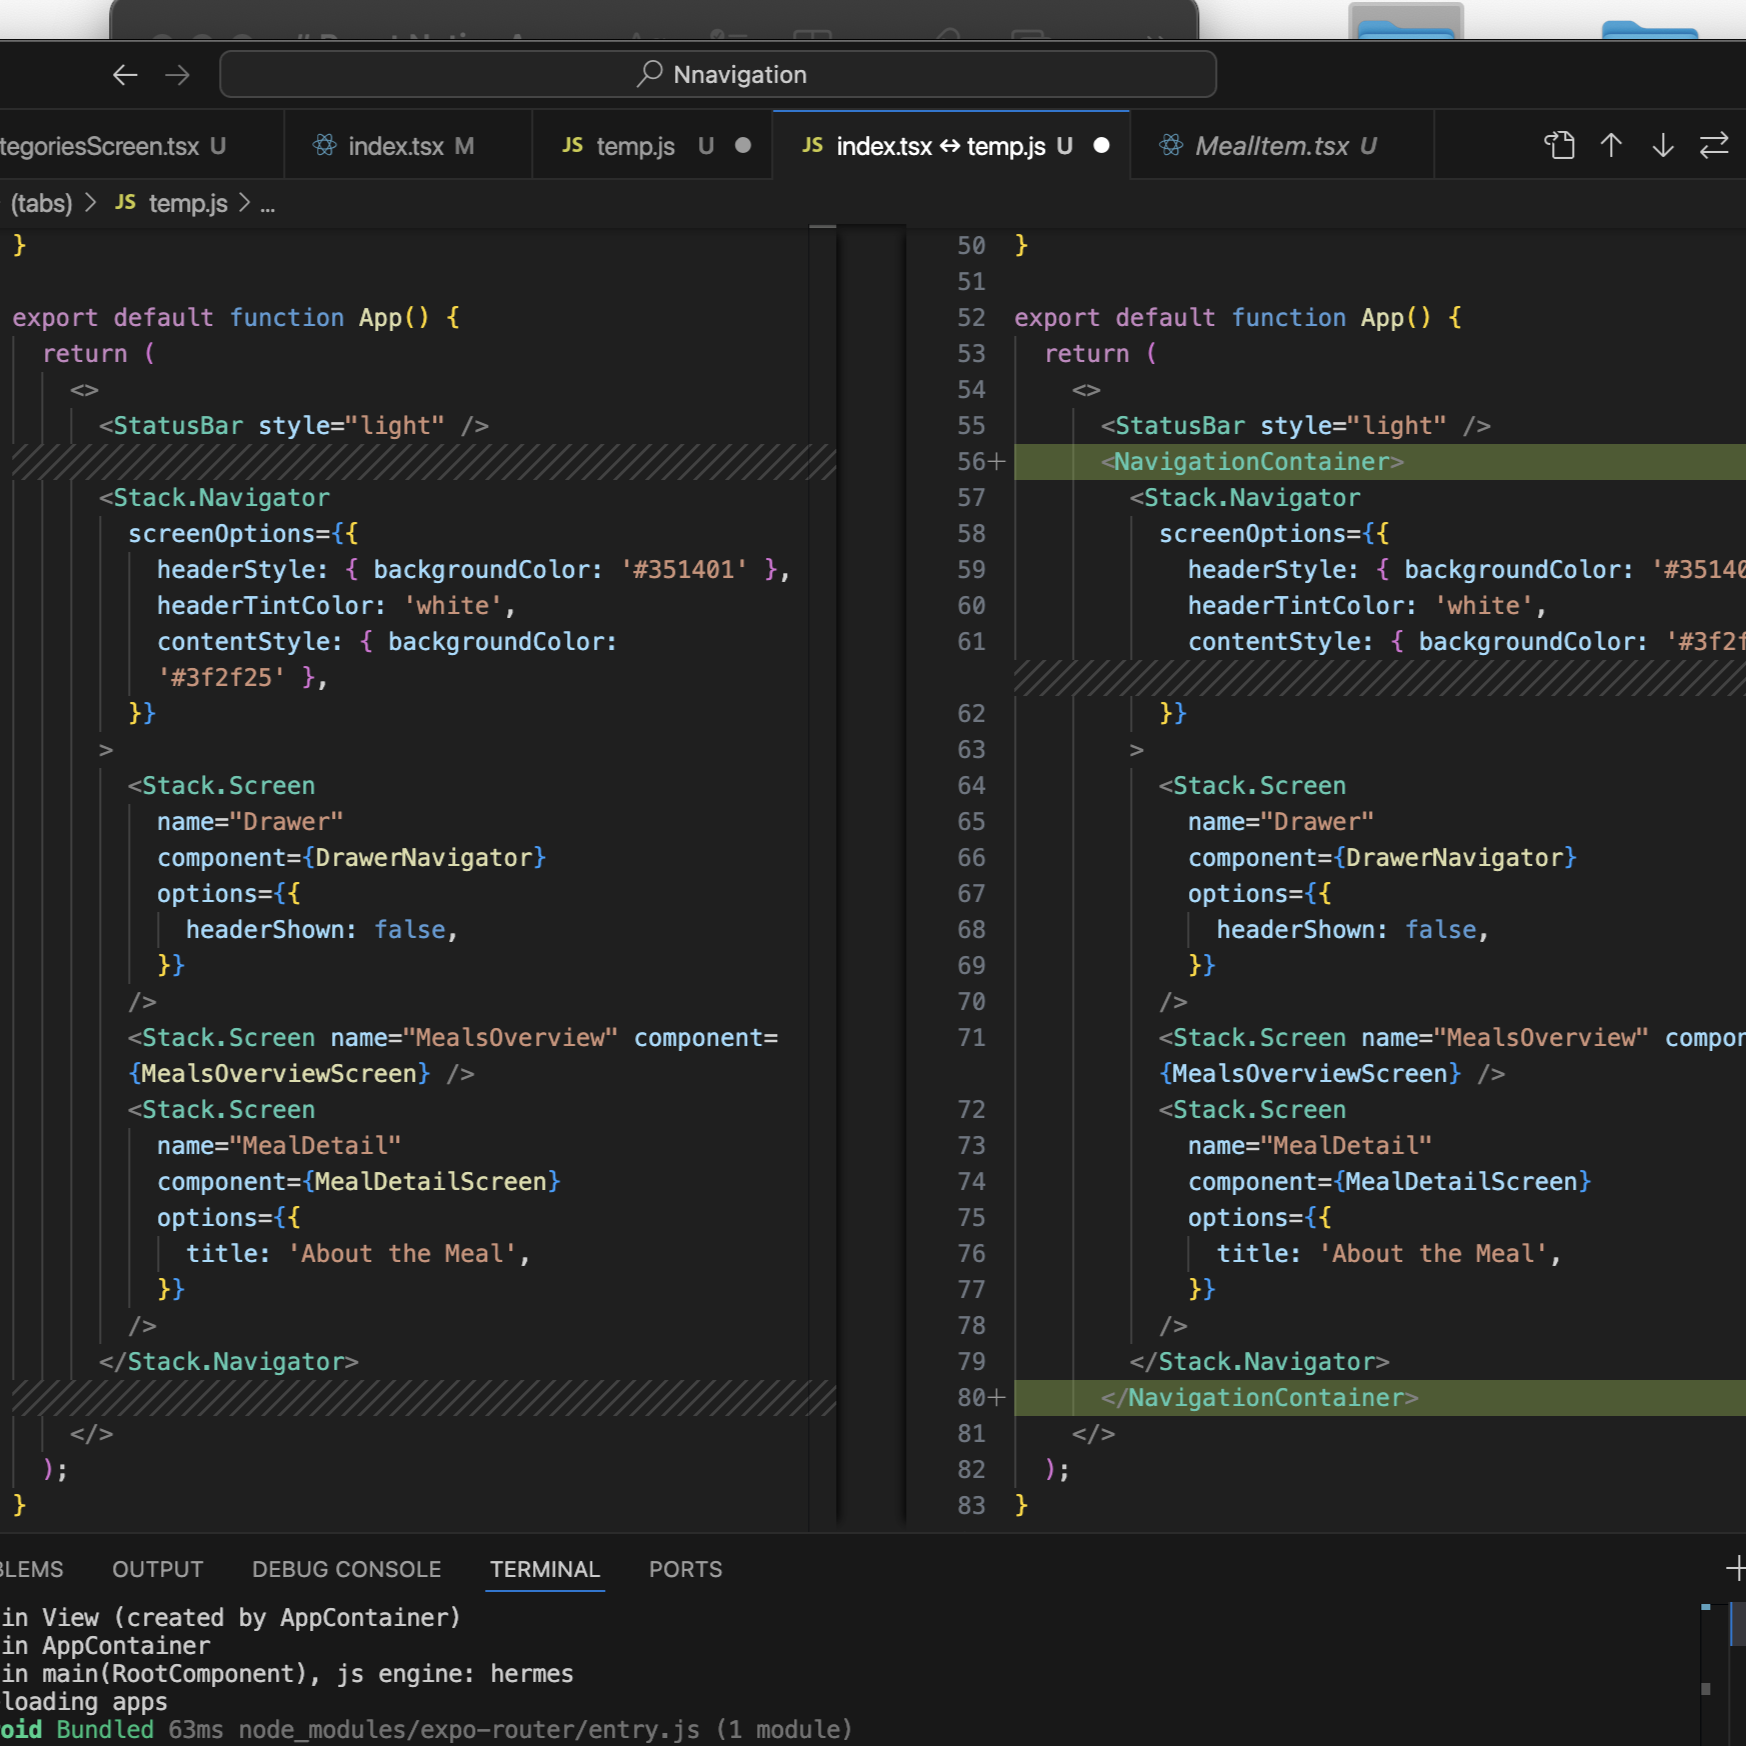 Nnavigation
tegoriesScreen.tsx U
index.tsx M
JS temp.js U
JS index.tsx ↔ temp.js U
MealItem.tsx U
(tabs) > JS temp.js > ...
}
export default function App() {
return (
<>
<StatusBar style="light" />
<Stack.Navigator
screenOptions={{
headerStyle: { backgroundColor: '#351401' },
headerTintColor: 'white',
contentStyle: { backgroundColor:
'#3f2f25' },
}}
>
<Stack.Screen
name="Drawer"
component={DrawerNavigator}
options={{
headerShown: false,
}}
/>
<Stack.Screen name="MealsOverview" component=
{MealsOverviewScreen} />
<Stack.Screen
name="MealDetail"
component={MealDetailScreen}
options={{
title: 'About the Meal',
}}
/>
</Stack.Navigator>
</>
);
}
50 }
51
52 export default function App() {
53 return (
54 <>
55 <StatusBar style="light" />
56+ <NavigationContainer>
57 <Stack.Navigator
58 screenOptions={{
59 headerStyle: { backgroundColor: '#35140
60 headerTintColor: 'white',
61 contentStyle: { backgroundColor: '#3f2f
62 }}
63 >
64 <Stack.Screen
65 name="Drawer"
66 component={DrawerNavigator}
67 options={{
68 headerShown: false,
69 }}
70 />
71 <Stack.Screen name="MealsOverview" compon
{MealsOverviewScreen} />
72 <Stack.Screen
73 name="MealDetail"
74 component={MealDetailScreen}
75 options={{
76 title: 'About the Meal',
77 }}
78 />
79 </Stack.Navigator>
80+ </NavigationContainer>
81 </>
82 );
83 }
BLEMS OUTPUT DEBUG CONSOLE TERMINAL PORTS
in View (created by AppContainer)
in AppContainer
in main(RootComponent), js engine: hermes
loading apps
oid Bundled 63ms node_modules/expo-router/entry.js (1 module)